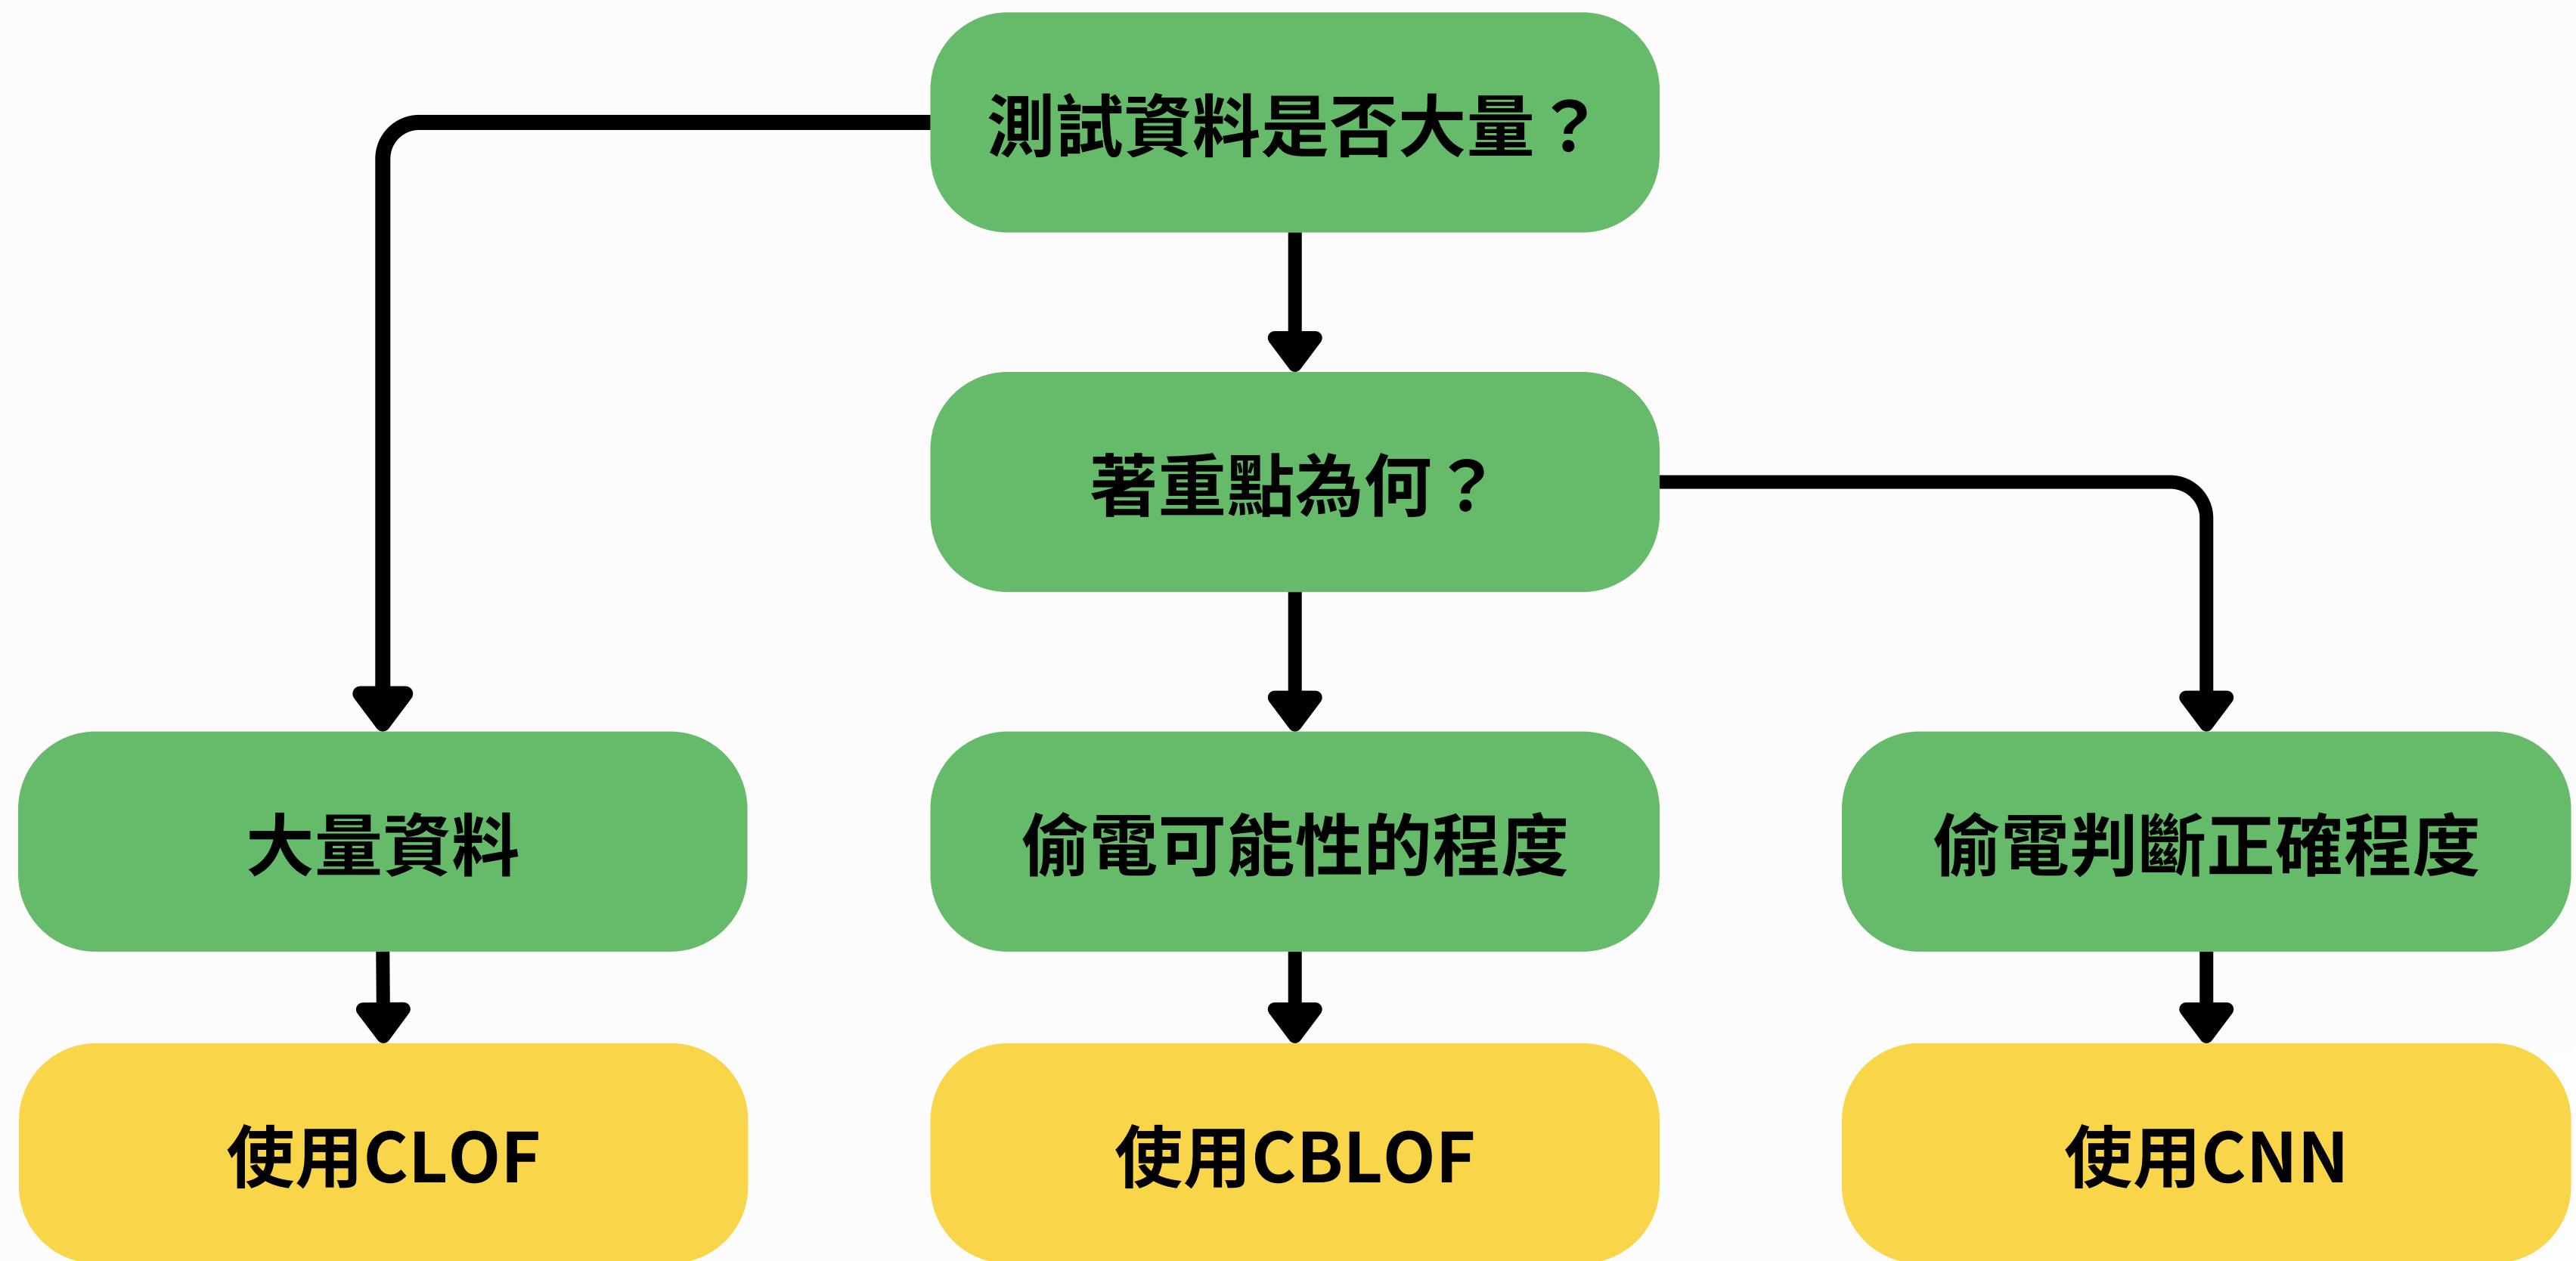 測試資料是否大量？
著重點為何？
大量資料
偷電可能性的程度
偷電判斷正確程度
使用CLOF
使用CBLOF
使用CNN